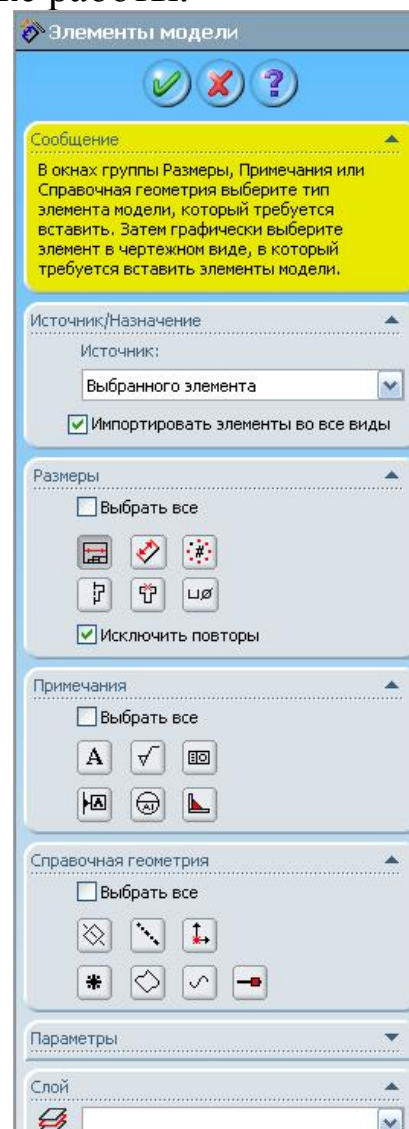 Элементы модели
Сообщение
В окнах группы Размеры, Примечания или
Справочная геометрия выберите тип
элемента модели, который требуется
вставить. Затем графически выберите
элемент в чертежном виде, в который
требуется вставить элементы модели.
Источник/Назначение
Источник:
Выбранного элемента
Импортировать элементы во все виды
Размеры
Выбрать все
#
Исключить повторы
Примечания
Выбрать все
A
A A1
Справочная геометрия
Выбрать все
Параметры
Слой